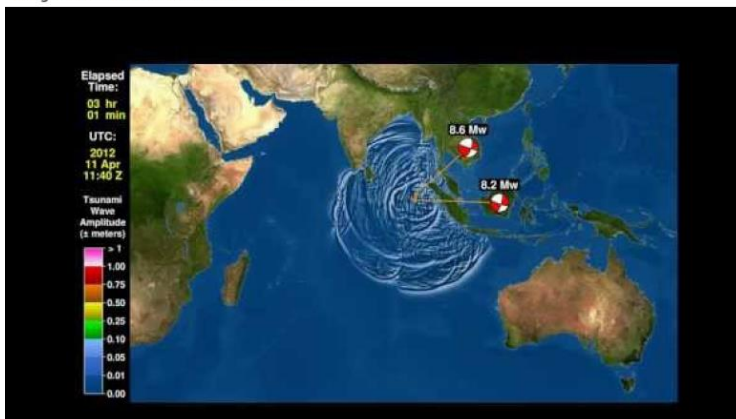 Elapsed
Time:
03 hr
01 min
UTC:
2012
11 Apr
11:40 Z
Tsunami
Wave
Amplitude
(± meters)
> 1
1.00
0.75
0.50
0.25
0.10
0.05
0.01
0.00
8.6 Mw
8.2 Mw